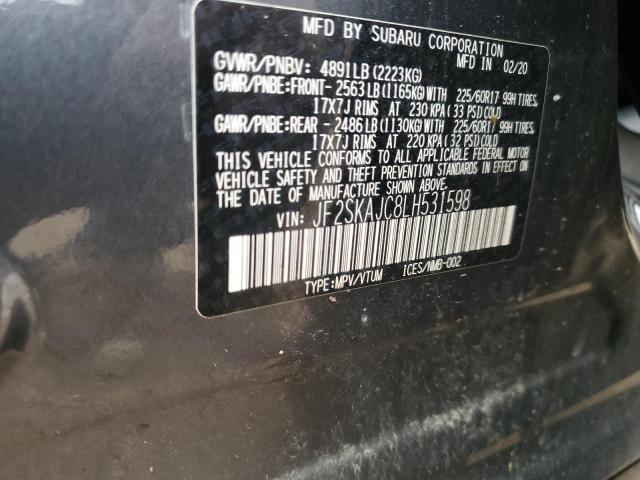 MFD BY SUBARU CORPORATION
MFD IN 02/20
GVWR/PNBV: 4891LB(2223KG)
GAWR/PNBE:FRONT- 2563LB(1165KG)WITH 225/60R17 99H TIRES,
17X7J RIMS AT 230 KPA(33 PSI)COLD
GAWR/PNBE:REAR - 2486LB(1130KG)WITH 225/60R17 99H TIRES,
17X7J RIMS AT 220 KPA(32 PSI)COLD
THIS VEHICLE CONFORMS TO ALL APPLICABLE FEDERAL MOTOR
VEHICLE SAFETY AND THEFT PREVENTION STANDARDS IN EFFECT ON
THE DATE OF MANUFACTURE SHOWN ABOVE.
VIN: JF2SKAJC8LH531598
TYPE:MPV/VTUM ICES/NMB-002